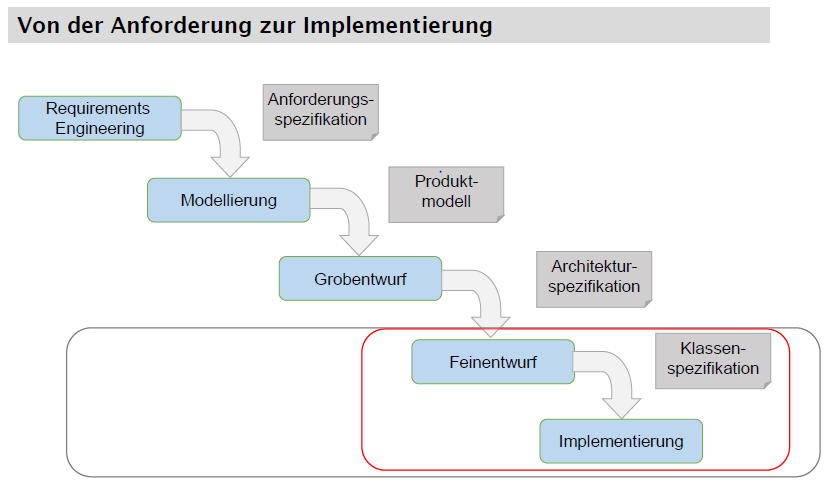 Von der Anforderung zur Implementierung
Requirements
Engineering
Anforderungs-
spezifikation
Modellierung
Produkt-
modell
Grobentwurf
Architektur-
spezifikation
Feinentwurf
Klassen-
spezifikation
Implementierung